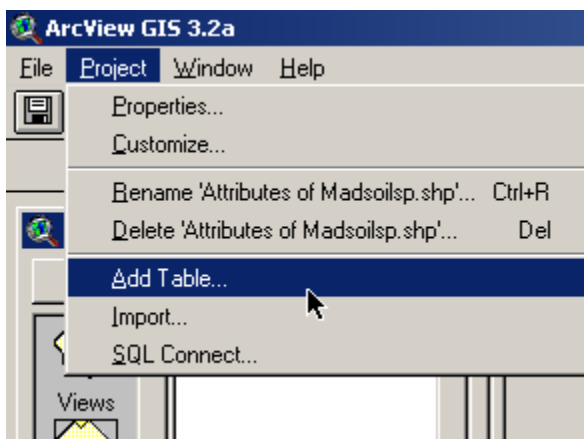 ArcView GIS 3.2a
File Project Window Help
Properties...
Customize...
Rename 'Attributes of Madsoilsp.shp'... Ctrl+R
Delete 'Attributes of Madsoilsp.shp'... Del
Add Table...
Import...
SQL Connect...
Views